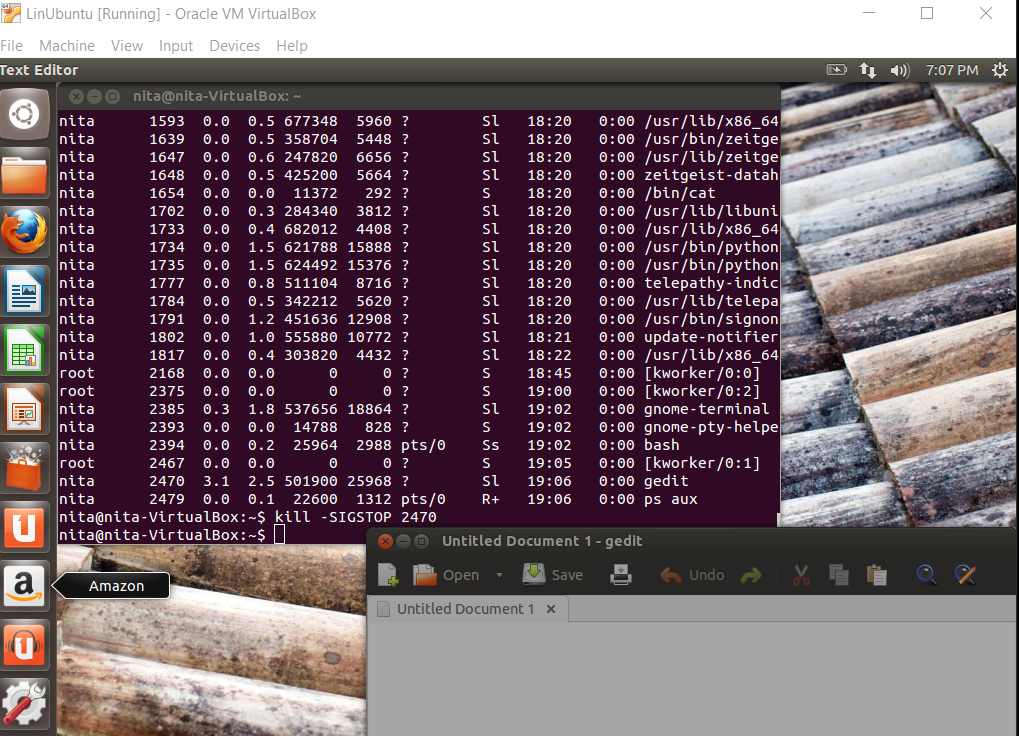 LinUbuntu [Running] - Oracle VM VirtualBox
File Machine View Input Devices Help
Text Editor 7:07 PM
nita@nita-VirtualBox: ~
nita 1593 0.0 0.5 677348 5960 ? Sl 18:20 0:00 /usr/lib/x86_64
nita 1639 0.0 0.5 358704 5448 ? Sl 18:20 0:00 /usr/bin/zeitge
nita 1647 0.0 0.6 247820 6656 ? Sl 18:20 0:00 /usr/lib/zeitge
nita 1648 0.0 0.5 425200 5664 ? Sl 18:20 0:00 zeitgeist-datah
nita 1654 0.0 0.0 11372 292 ? S 18:20 0:00 /bin/cat
nita 1702 0.0 0.3 284340 3812 ? Sl 18:20 0:00 /usr/lib/libuni
nita 1733 0.0 0.4 682012 4408 ? Sl 18:20 0:00 /usr/lib/x86_64
nita 1734 0.0 1.5 621788 15888 ? Sl 18:20 0:00 /usr/bin/python
nita 1735 0.0 1.5 624492 15376 ? Sl 18:20 0:00 /usr/bin/python
nita 1777 0.0 0.8 511104 8716 ? Sl 18:20 0:00 telepathy-indic
nita 1784 0.0 0.5 342212 5620 ? Sl 18:20 0:00 /usr/lib/telepa
nita 1791 0.0 1.2 451636 12908 ? Sl 18:20 0:00 /usr/bin/signon
nita 1802 0.0 1.0 555880 10772 ? Sl 18:21 0:00 update-notifier
nita 1817 0.0 0.4 303820 4432 ? Sl 18:22 0:00 /usr/lib/x86_64
root 2168 0.0 0.0 0 0 ? S 18:45 0:00 [kworker/0:0]
root 2375 0.0 0.0 0 0 ? S 19:00 0:00 [kworker/0:2]
nita 2385 0.3 1.8 537656 18864 ? Sl 19:02 0:00 gnome-terminal
nita 2393 0.0 0.0 14788 828 ? S 19:02 0:00 gnome-pty-helpe
nita 2394 0.0 0.2 25964 2988 pts/0 Ss 19:02 0:00 bash
root 2467 0.0 0.0 0 0 ? S 19:05 0:00 [kworker/0:1]
nita 2470 3.1 2.5 501900 25968 ? Sl 19:06 0:00 gedit
nita 2479 0.0 0.1 22600 1312 pts/0 R+ 19:06 0:00 ps aux
nita@nita-VirtualBox:~$ kill -SIGSTOP 2470
nita@nita-VirtualBox:~$
Untitled Document 1 - gedit
Open Save Undo
Amazon
Untitled Document 1